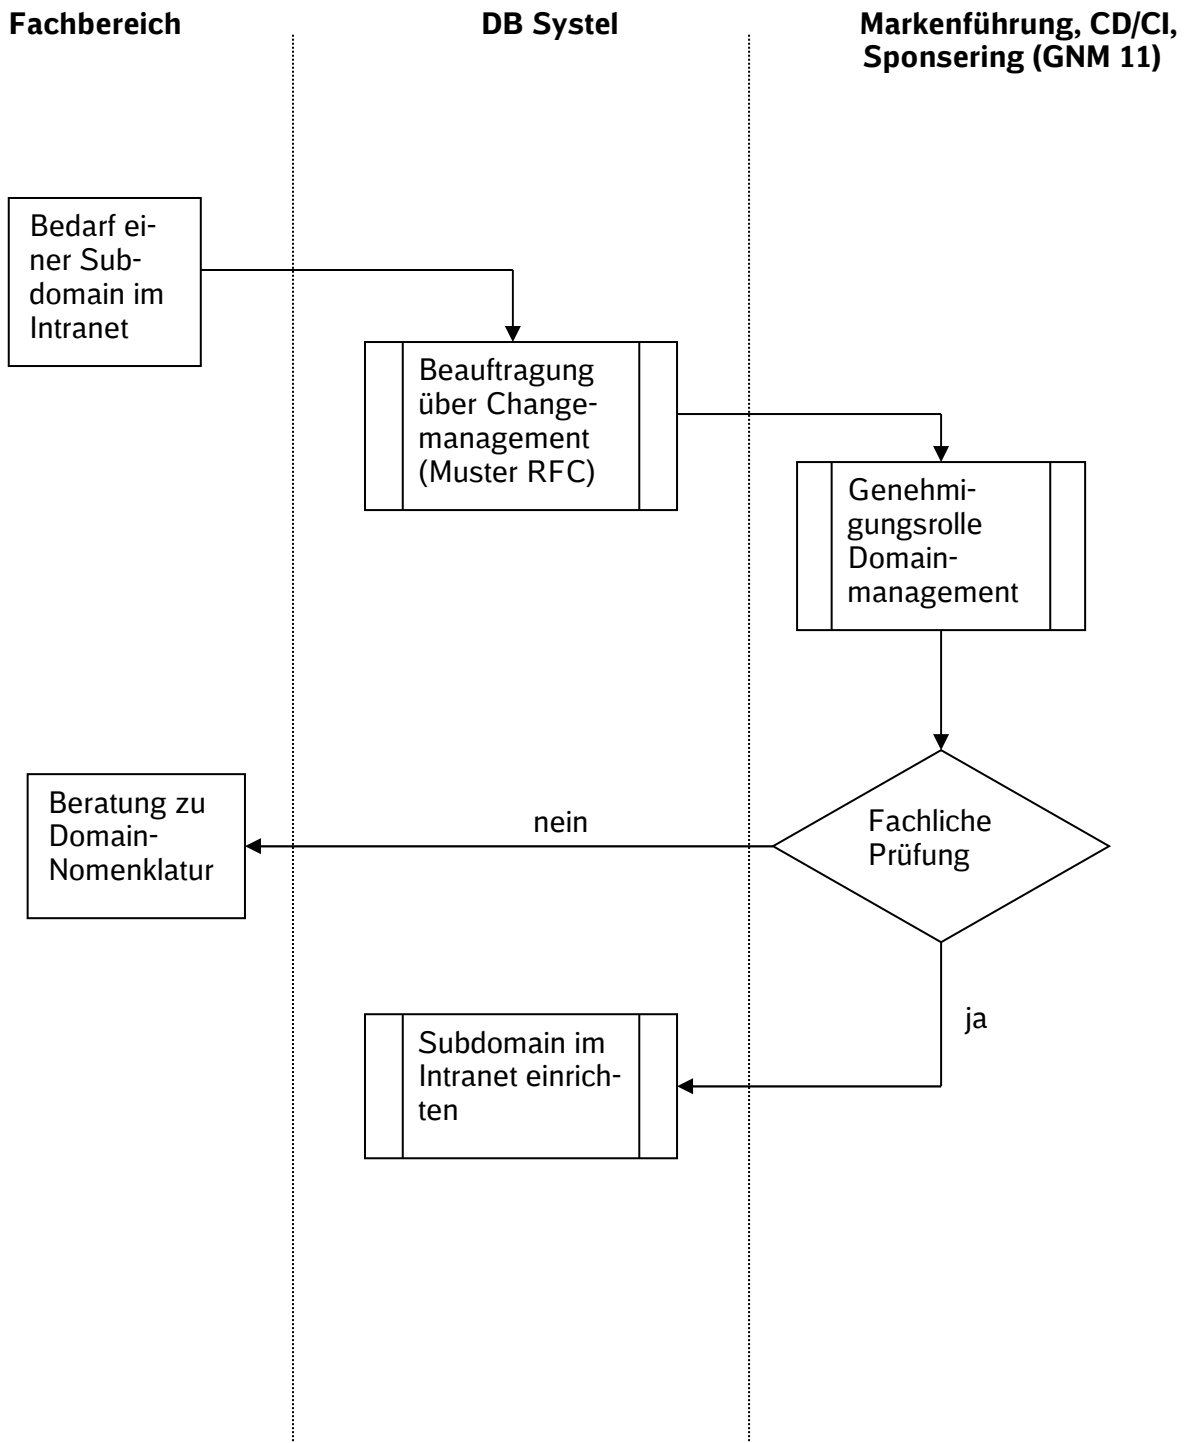 Fachbereich
DB Systel
Markenführung, CD/CI,
Sponsering (GNM 11)
Bedarf ei-
ner Sub-
domain im
Intranet
Beauftragung
über Change-
management
(Muster RFC)
Genehmi-
gungsrolle
Domain-
management
Fachliche
Prüfung
nein
Beratung zu
Domain-
Nomenklatur
ja
Subdomain im
Intranet einrich-
ten